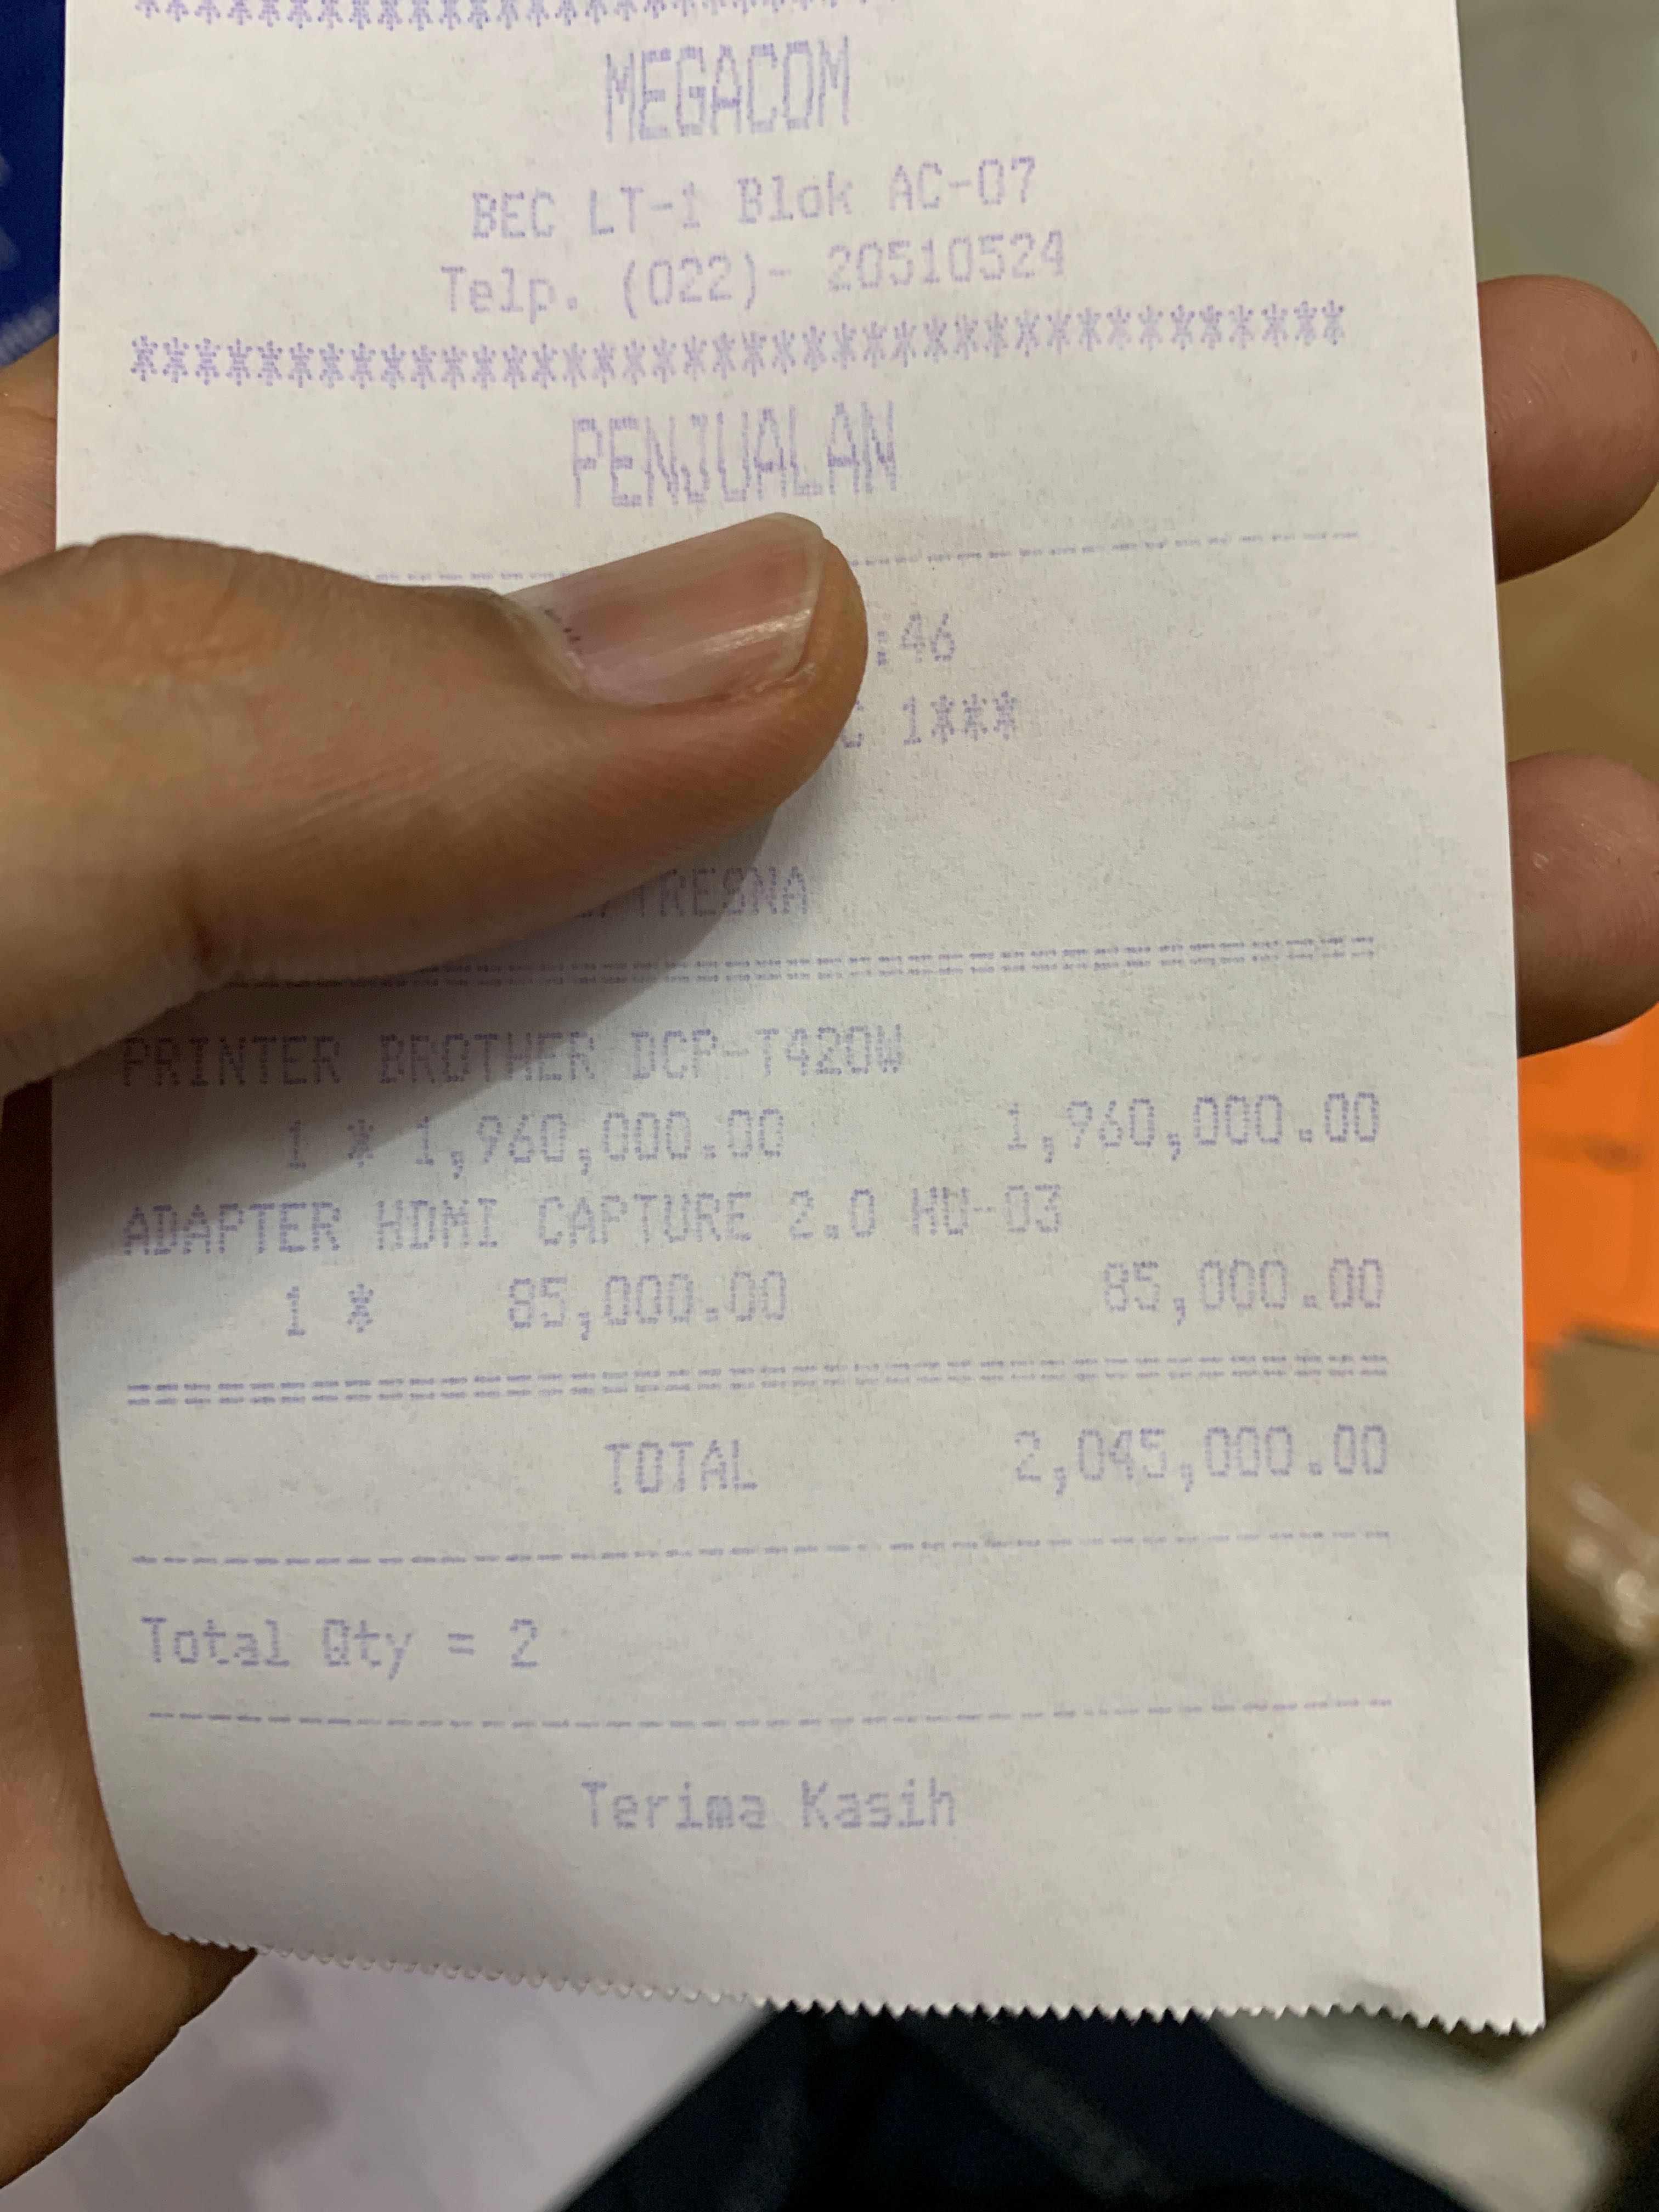 *****************************************
MEGACOM
BEC LT-1 Blok AC-07
Telp. (022)- 20510524
****************************************
PENJUALAN
:46
1***
TRESNA
PRINTER BROTHER DCP-T420W
1 * 1,960,000.00 1,960,000.00
ADAPTER HDMI CAPTURE 2.0 HU-03
1 * 85,000.00 85,000.00
TOTAL 2,045,000.00
Total Qty = 2
Terima Kasih